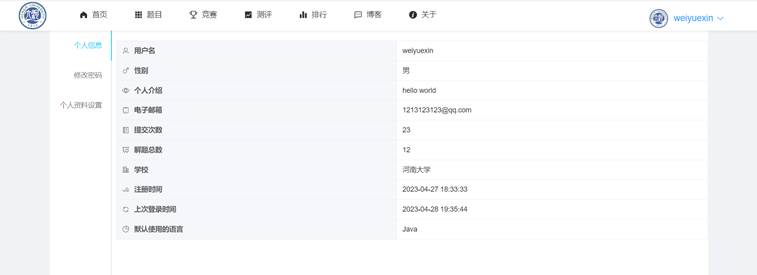 首页 题目 竞赛 测评 排行 博客 关于 weiyuexin
个人信息
修改密码
个人资料设置
用户名 weiyuexin
性别 男
个人介绍 hello world
电子邮箱 1213123123@qq.com
提交次数 23
解题总数 12
学校 河南大学
注册时间 2023-04-27 18:33:33
上次登录时间 2023-04-28 19:35:44
默认使用的语言 Java